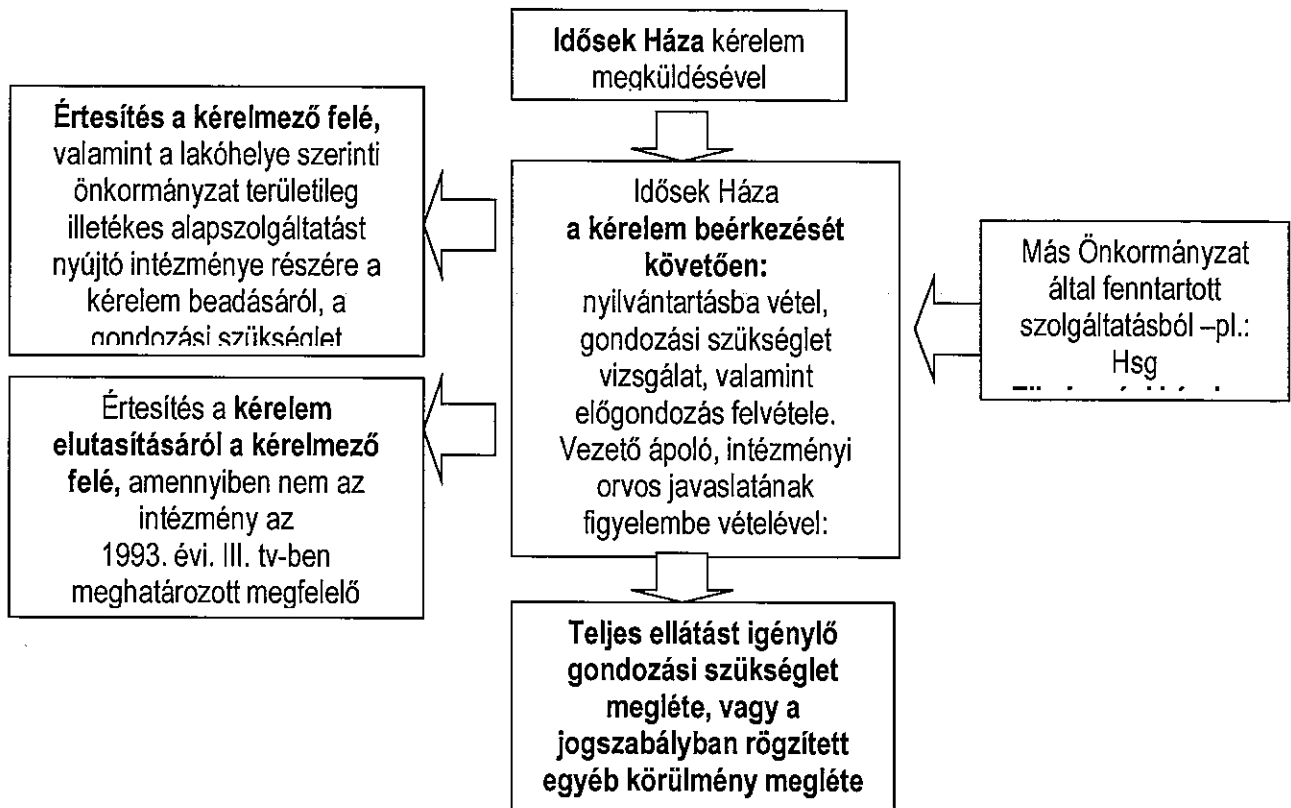 Idősek Háza kérelem
megküldésével
Értesítés a kérelmező felé,
valamint a lakóhelye szerinti
önkormányzat területileg
illetékes alapszolgáltatást
nyújtó intézménye részére a
kérelem beadásáról, a
gondozási szükséglet
Idősek Háza
a kérelem beérkezését
követően:
nyilvántartásba vétel,
gondozási szükséglet
vizsgálat, valamint
előgondozás felvétele.
Vezető ápoló, intézményi
orvos javaslatának
figyelembe vételével:
Más Önkormányzat
által fenntartott
szolgáltatásból –pl.:
Hsg
Értesítés a kérelem
elutasításáról a kérelmező
felé, amennyiben nem az
intézmény az
1993. évi. III. tv-ben
meghatározott megfelelő
Teljes ellátást igénylő
gondozási szükséglet
megléte, vagy a
jogszabályban rögzített
egyéb körülmény megléte